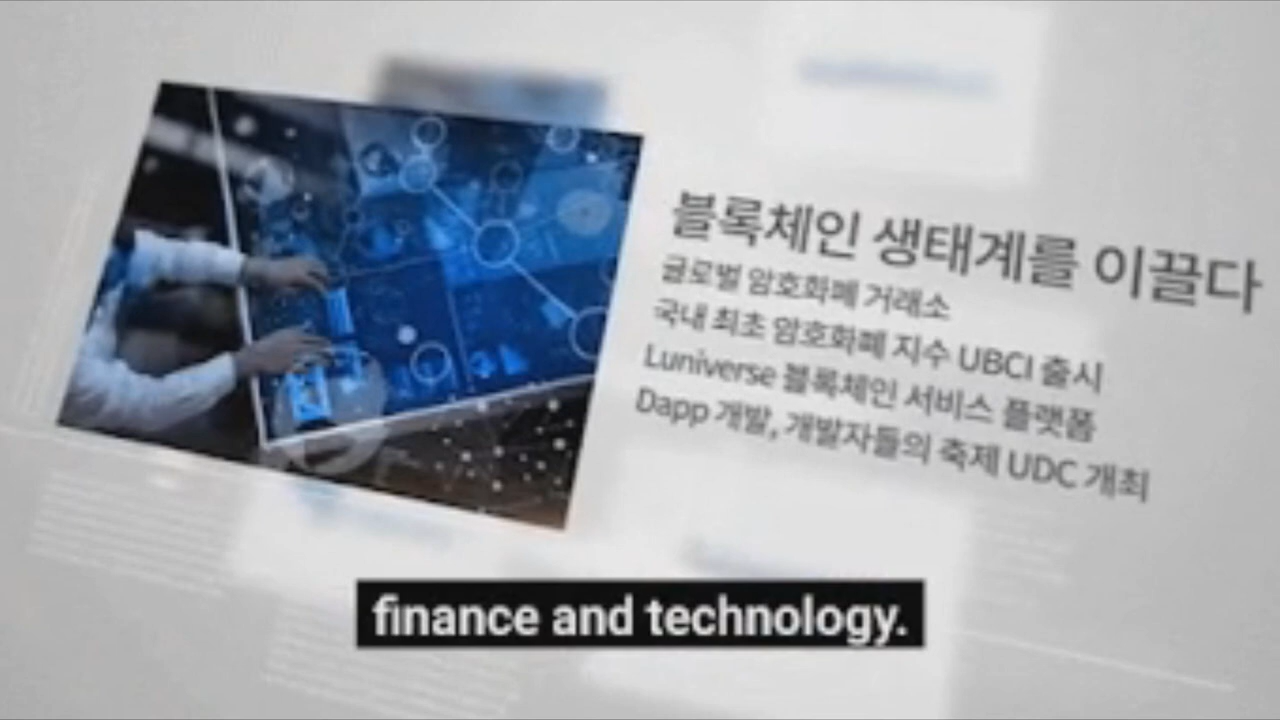 블록체인 생태계를 이끌다
글로벌 암호화폐 거래소
국내 최초 암호화폐 지수 UBCI 출시
Luniverse 블록체인 서비스 플랫폼
Dapp 개발, 개발자들의 축제 UDC 개최
finance and technology.